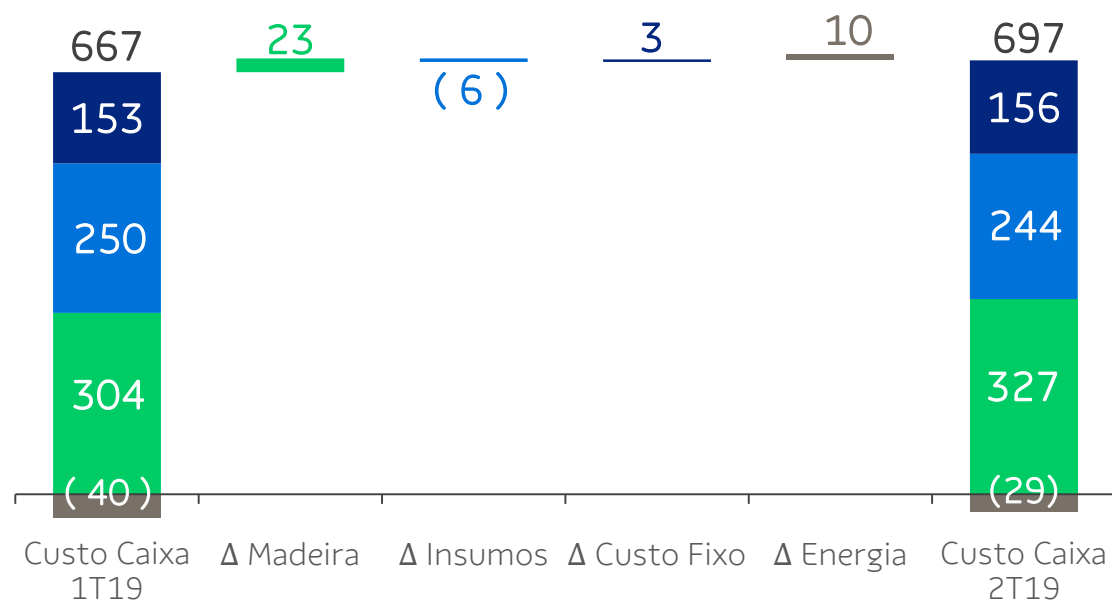 667
23
( 6 )
3
10
697
153
250
304
( 40 )
156
244
327
(29)
Custo Caixa
1T19
Δ Madeira
Δ Insumos
Δ Custo Fixo
Δ Energia
Custo Caixa
2T19